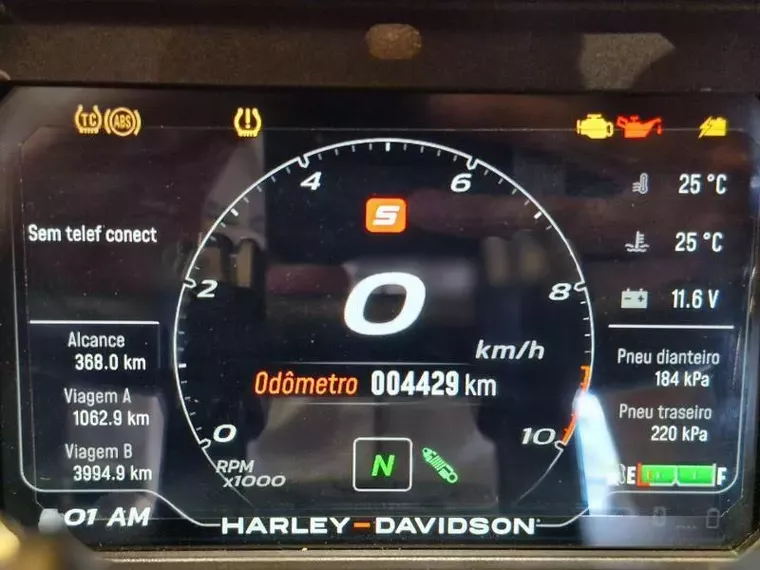 TC ABS
4 6
S
25 °C
Sem telef conect
25 °C
2 8
0
11.6 V
km/h
Alcance
368.0 km
Pneu dianteiro
184 kPa
Odômetro 004429 km
Viagem A
1062.9 km
Pneu traseiro
220 kPa
0 10
Viagem B
3994.9 km
RPM
x1000
N
E F
:01 AM
HARLEY-DAVIDSON